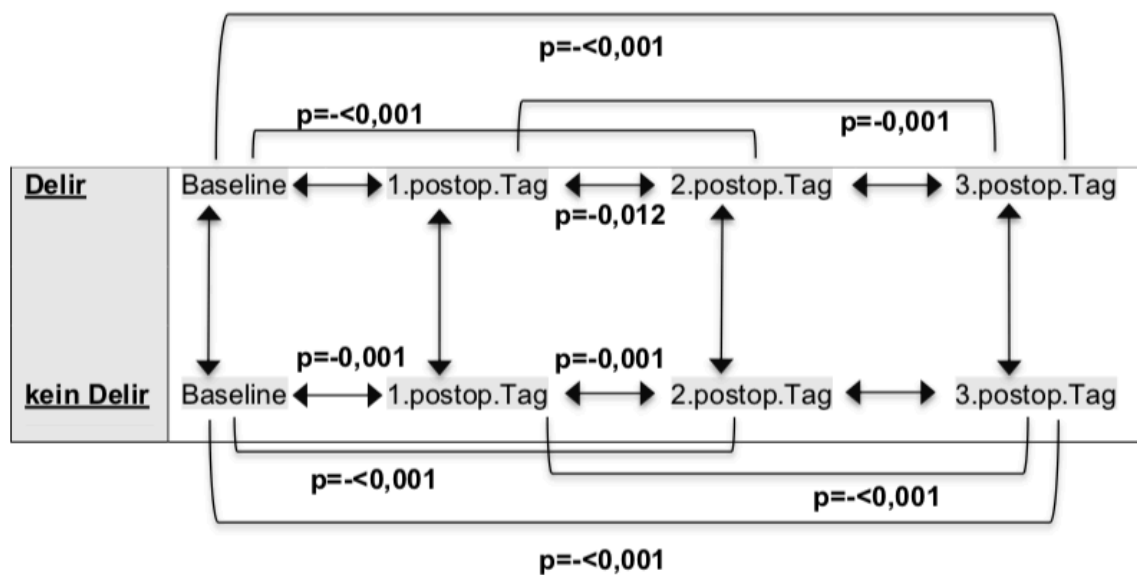 p=-<0,001
p=-<0,001
p=-0,001
Delir Baseline 1.postop.Tag 2.postop.Tag 3.postop.Tag
p=-0,012
p=-0,001 p=-0,001
kein Delir Baseline 1.postop.Tag 2.postop.Tag 3.postop.Tag
p=-<0,001
p=-<0,001
p=-<0,001